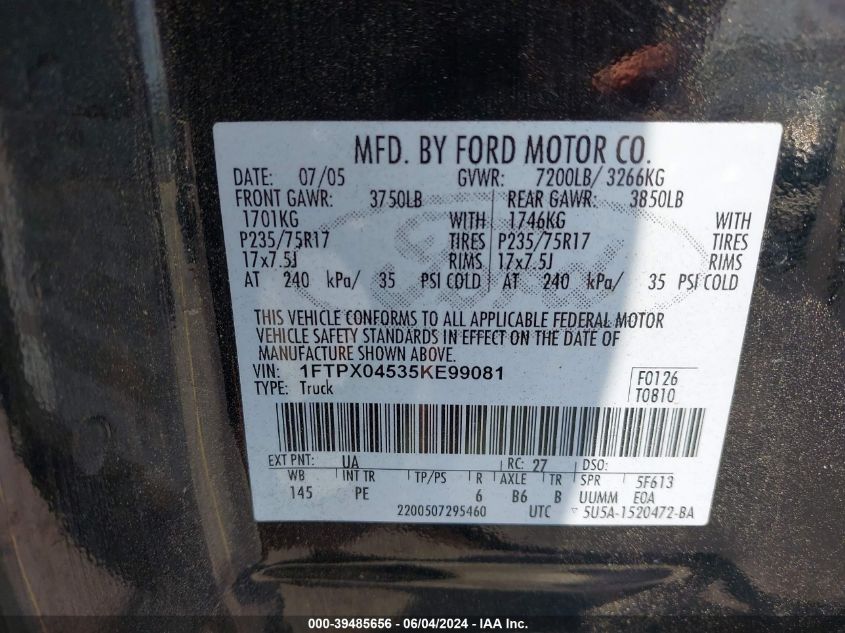 MFD. BY FORD MOTOR CO.
DATE: 07/05 GVWR: 7200LB/ 3266KG
FRONT GAWR: 3750LB REAR GAWR: 3850LB
1701KG WITH 1746KG WITH
P235/75R17 TIRES P235/75R17 TIRES
17x7.5J RIMS 17x7.5J RIMS
AT 240 kPa/ 35 PSI COLD AT 240 kPa/ 35 PSI COLD
THIS VEHICLE CONFORMS TO ALL APPLICABLE FEDERAL MOTOR
VEHICLE SAFETY STANDARDS IN EFFECT ON THE DATE OF
MANUFACTURE SHOWN ABOVE.
VIN: 1FTPX04535KE99081 F0126
TYPE: Truck T0810
EXT PNT: UA RC: 27 DSO:
WB INT TR TP/PS R AXLE TR SPR 5F613
145 PE 6 B6 B UUMM E0A
2200507295460 UTC 5U5A-1520472-BA
000-39485656 - 06/04/2024 - IAA Inc.